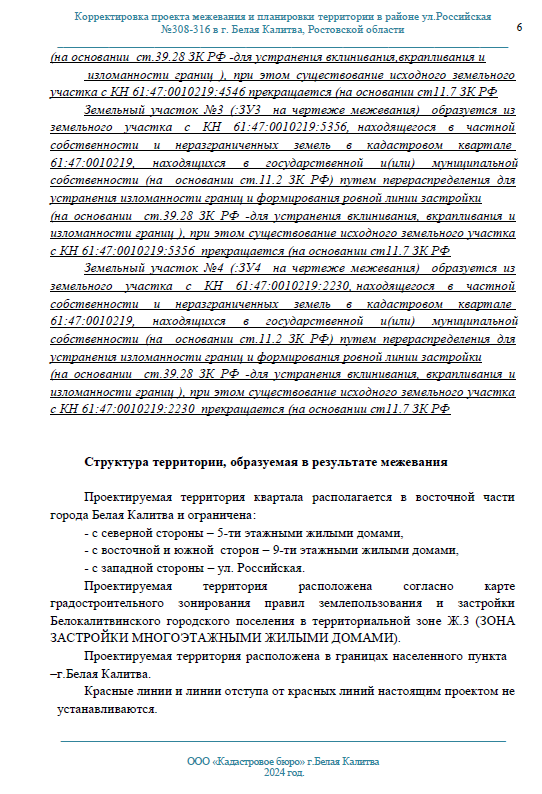 Корректировка проекта межевания и планировки территории в районе ул.Российская
№308-316 в г. Белая Калитва, Ростовской области
6
(на основании ст.39.28 ЗК РФ -для устранения вклинивания,вкрапливания и
изломанности границ ), при этом существование исходного земельного
участка с КН 61:47:0010219:4546 прекращается (на основании ст11.7 ЗК РФ
Земельный участок №3 (:ЗУ3 на чертеже межевания) образуется из
земельного участка с КН 61:47:0010219:5356, находящегося в частной
собственности и неразграниченных земель в кадастровом квартале
61:47:0010219, находящихся в государственной и(или) муниципальной
собственности (на основании ст.11.2 ЗК РФ) путем перераспределения для
устранения изломанности границ и формирования ровной линии застройки
(на основании ст.39.28 ЗК РФ -для устранения вклинивания, вкрапливания и
изломанности границ ), при этом существование исходного земельного участка
с КН 61:47:0010219:5356 прекращается (на основании ст11.7 ЗК РФ
Земельный участок №4 (:ЗУ4 на чертеже межевания) образуется из
земельного участка с КН 61:47:0010219:2230, находящегося в частной
собственности и неразграниченных земель в кадастровом квартале
61:47:0010219, находящихся в государственной и(или) муниципальной
собственности (на основании ст.11.2 ЗК РФ) путем перераспределения для
устранения изломанности границ и формирования ровной линии застройки
(на основании ст.39.28 ЗК РФ -для устранения вклинивания, вкрапливания и
изломанности границ ), при этом существование исходного земельного участка
с КН 61:47:0010219:2230 прекращается (на основании ст11.7 ЗК РФ
Структура территории, образуемая в результате межевания
Проектируемая территория квартала располагается в восточной части
города Белая Калитва и ограничена:
- с северной стороны – 5-ти этажными жилыми домами,
- с восточной и южной сторон – 9-ти этажными жилыми домами,
- с западной стороны – ул. Российская.
Проектируемая территория расположена согласно карте
градостроительного зонирования правил землепользования и застройки
Белокалитвинского городского поселения в территориальной зоне Ж.3 (ЗОНА
ЗАСТРОЙКИ МНОГОЭТАЖНЫМИ ЖИЛЫМИ ДОМАМИ).
Проектируемая территория расположена в границах населенного пункта
–г.Белая Калитва.
Красные линии и линии отступа от красных линий настоящим проектом не
устанавливаются.
ООО «Кадастровое бюро» г.Белая Калитва
2024 год.